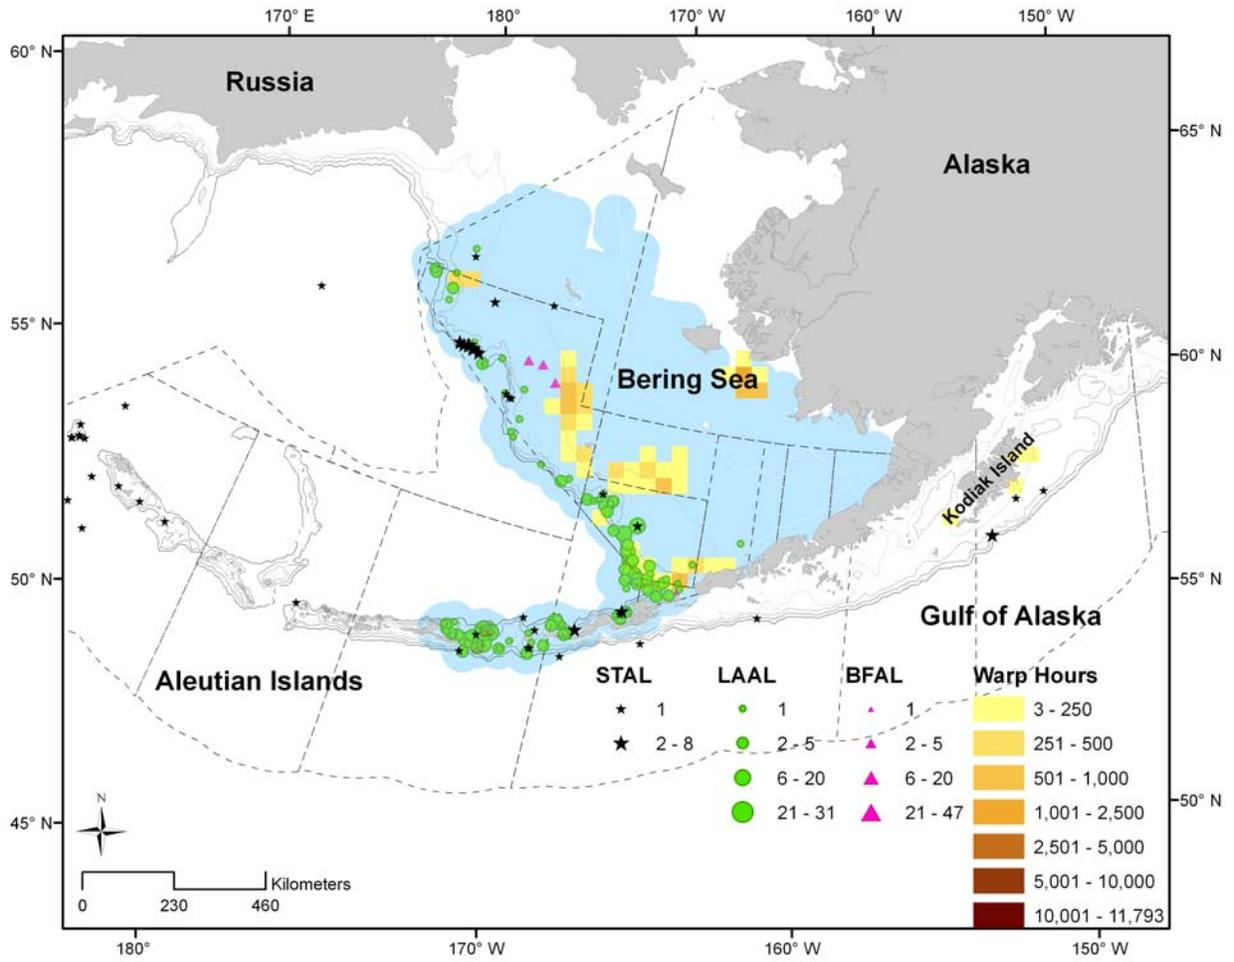 170° E 180° 170° W 160° W 150° W
60° N
Russia
65° N
Alaska
55° N
60° N
Bering Sea
Kodiak Island
50° N
55° N
Gulf of Alaska
Aleutian Islands
STAL LAAL BFAL Warp Hours
1 1 1 3 - 250
2 - 8 2 - 5 2 - 5 251 - 500
6 - 20 6 - 20 501 - 1,000
21 - 31 21 - 47 1,001 - 2,500
2,501 - 5,000
5,001 - 10,000
10,001 - 11,793
50° N
45° N
N
Kilometers
0 230 460
180° 170° W 160° W 150° W